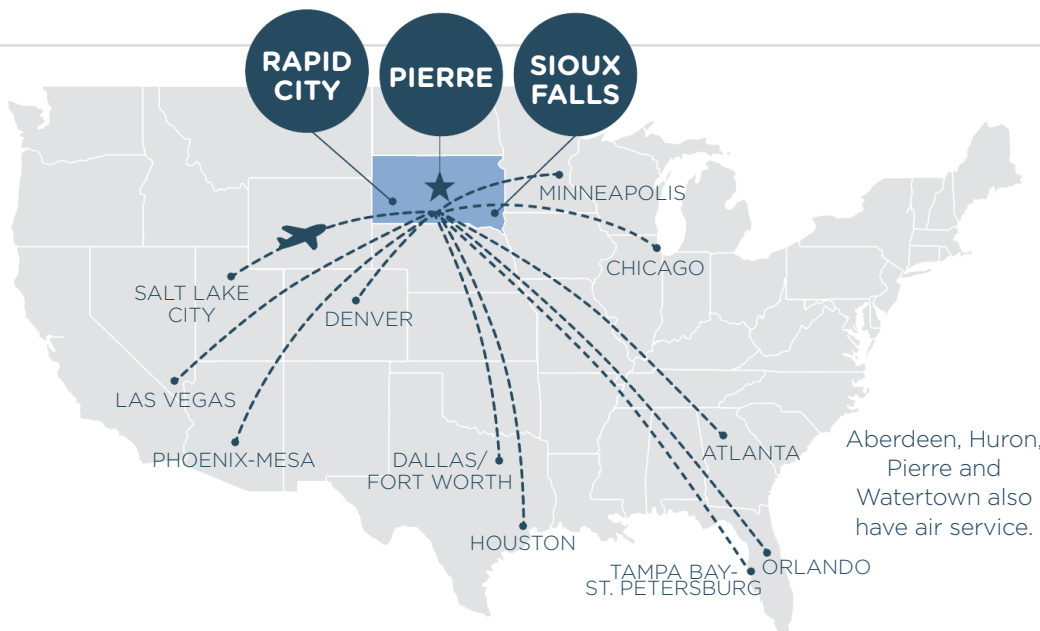 RAPID
CITY
PIERRE
SIOUX
FALLS
MINNEAPOLIS
CHICAGO
SALT LAKE
CITY
DENVER
LAS VEGAS
PHOENIX-MESA
DALLAS/
FORT WORTH
ATLANTA
HOUSTON
TAMPA BAY-
ST. PETERSBURG
ORLANDO
Aberdeen, Huron,
Pierre and
Watertown also
have air service.